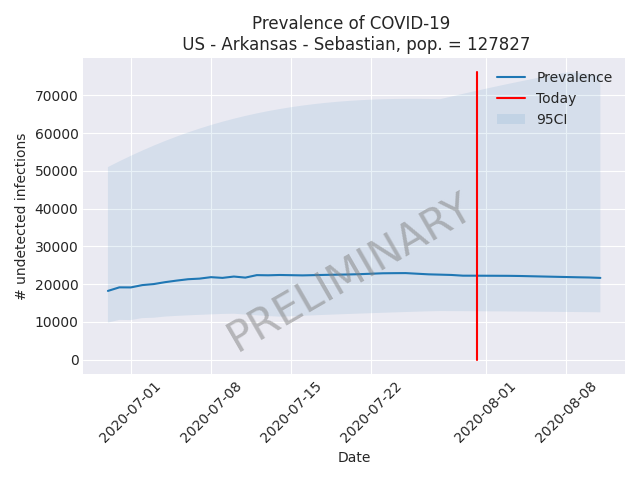 Prevalence of COVID-19
US - Arkansas - Sebastian, pop. = 127827
Prevalence
Today
95CI
# undetected infections
70000
60000
50000
40000
30000
20000
10000
0
PRELIMINARY
2020-07-01
2020-07-08
2020-07-15
2020-07-22
2020-08-01
2020-08-08
Date